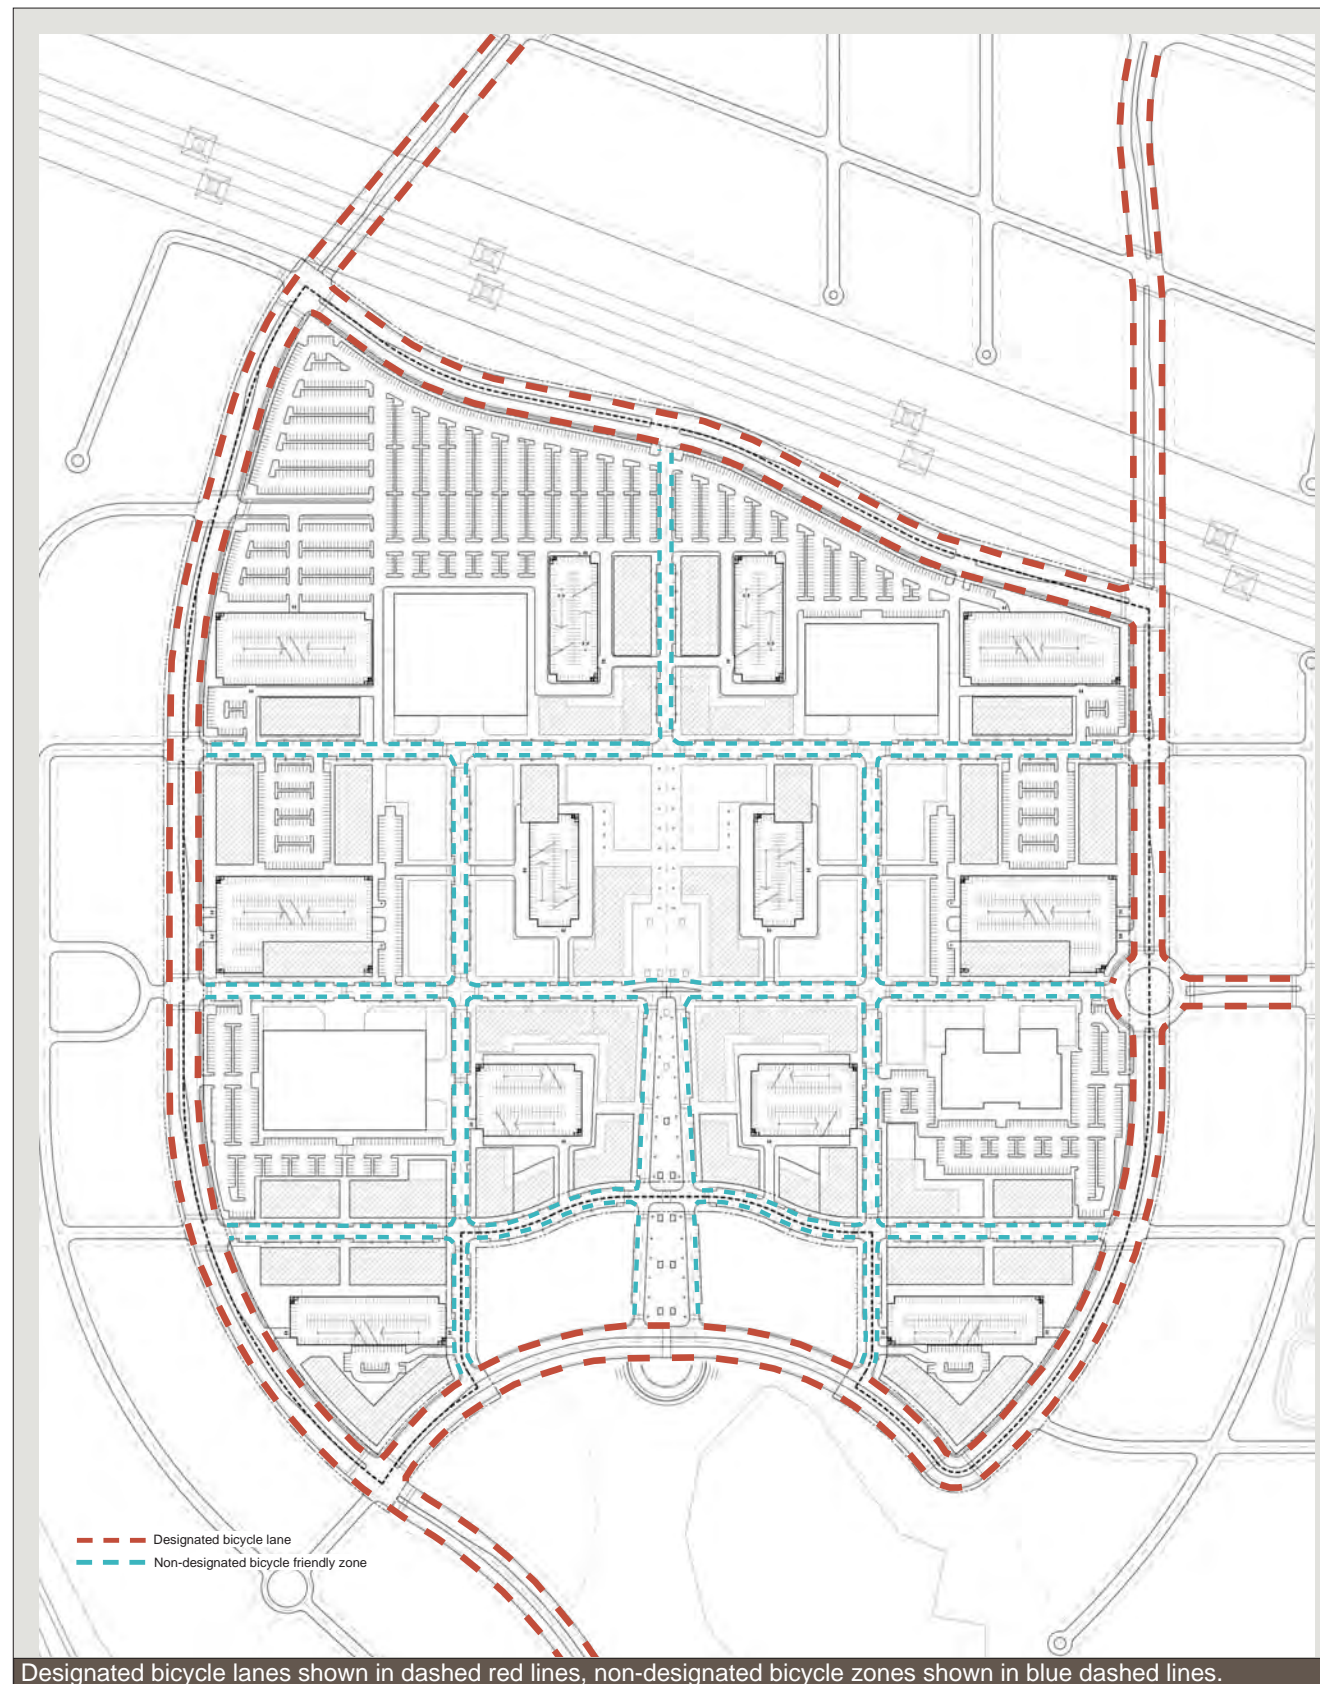 Designated bicycle lane
Non-designated bicycle friendly zone
Designated bicycle lanes shown in dashed red lines, non-designated bicycle zones shown in blue dashed lines.